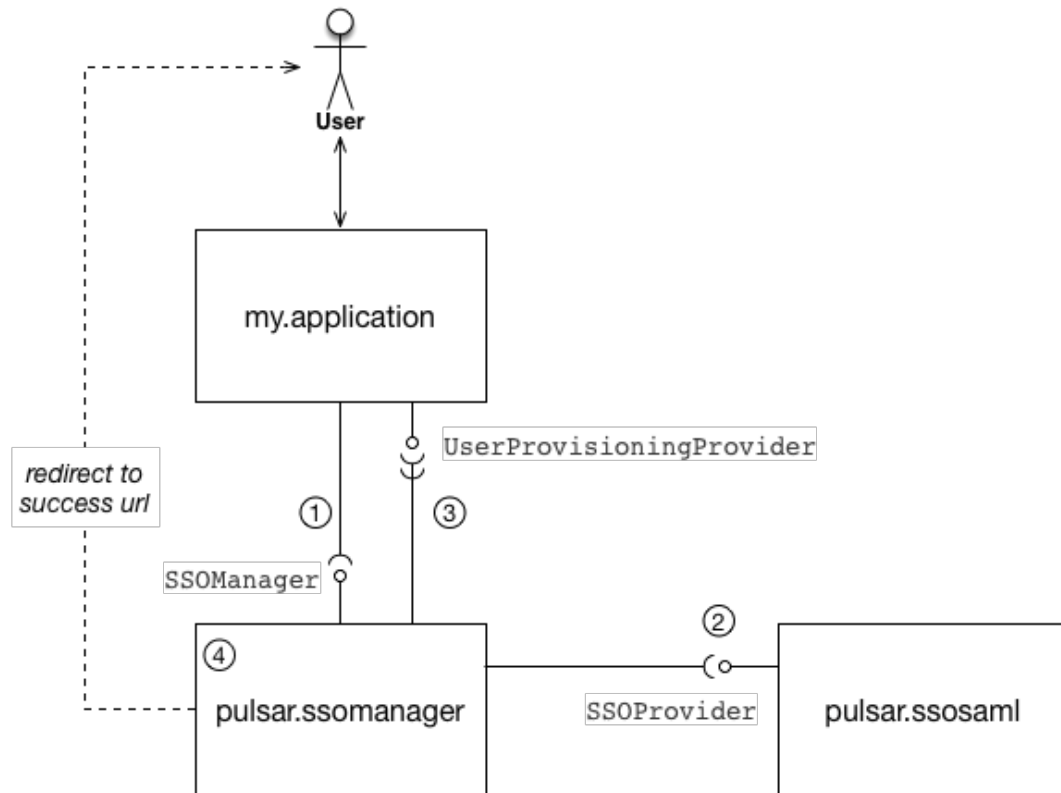 User
my.application
UserProvisioningProvider
redirect to
success url
①
③
SSOManager
②
④
pulsar.ssomanager
SSOProvider
pulsar.ssosaml